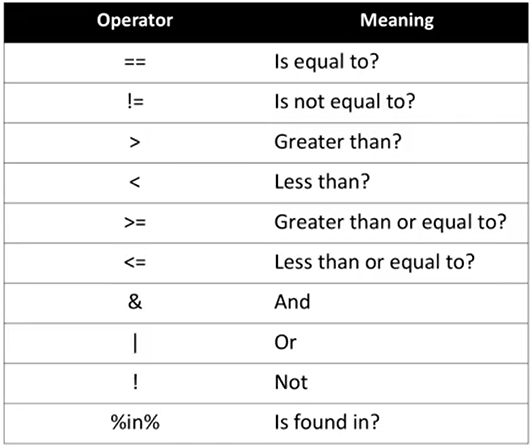 Operator Meaning
== Is equal to?
!= Is not equal to?
> Greater than?
< Less than?
>= Greater than or equal to?
<= Less than or equal to?
& And
| Or
! Not
%in% Is found in?